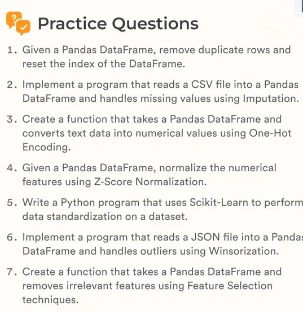 Practice Questions
1. Given a Pandas DataFrame, remove duplicate rows and
reset the index of the DataFrame.
2. Implement a program that reads a CSV file into a Pandas
DataFrame and handles missing values using Imputation.
3. Create a function that takes a Pandas DataFrame and
converts text data into numerical values using One-Hot
Encoding.
4. Given a Pandas DataFrame, normalize the numerical
features using Z-Score Normalization.
5. Write a Python program that uses Scikit-Learn to perform
data standardization on a dataset.
6. Implement a program that reads a JSON file into a Pandas
DataFrame and handles outliers using Winsorization.
7. Create a function that takes a Pandas DataFrame and
removes irrelevant features using Feature Selection
techniques.